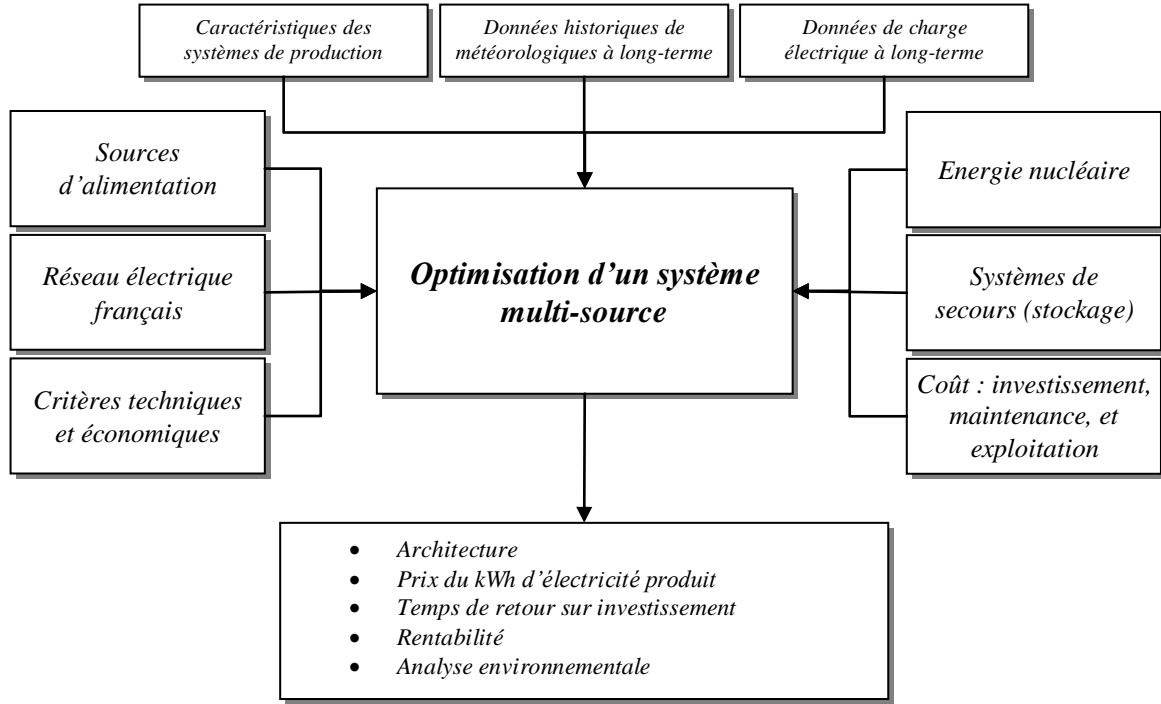 Caractéristiques des
systèmes de production
Données historiques de
météorologiques à long-terme
Données de charge
électrique à long-terme
Sources
d’alimentation
Réseau électrique
français
Critères techniques
et économiques
Optimisation d’un système
multi-source
Energie nucléaire
Systèmes de
secours (stockage)
Coût : investissement,
maintenance, et
exploitation
• Architecture
• Prix du kWh d’électricité produit
• Temps de retour sur investissement
• Rentabilité
• Analyse environnementale